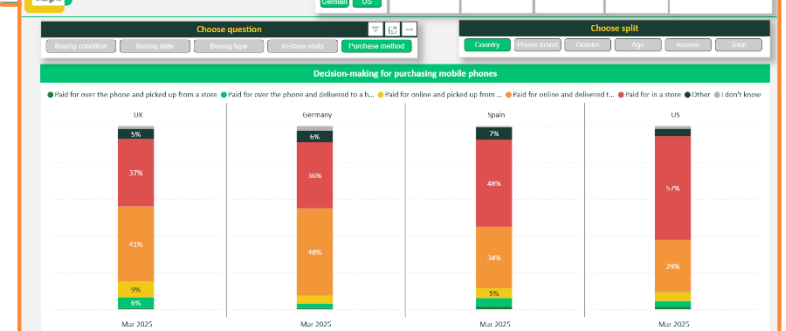 German US
Choose question
Choose split
Buying condition Buying date Buying type In-store visits Purchase method
Country Phone brand Gender Age Income Total
Decision-making for purchasing mobile phones
Paid for over the phone and picked up from a store Paid for over the phone and delivered to a h... Paid for online and picked up from ... Paid for online and delivered t... Paid for in a store Other I don't know
UK Germany Spain US
5% 6% 7%
37% 36% 48% 57%
41% 48% 34% 29%
9% 5%
6%
Mar 2025 Mar 2025 Mar 2025 Mar 2025